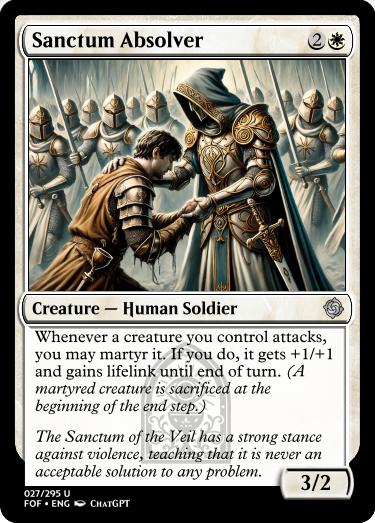 Sanctum Absolver 2
Creature — Human Soldier
Whenever a creature you control attacks,
you may martyr it. If you do, it gets +1/+1
and gains lifelink until end of turn. (A
martyred creature is sacrificed at the
beginning of the end step.)
The Sanctum of the Veil has a strong stance
against violence, teaching that it is never an
acceptable solution to any problem.
3/2
027/295 U
FOF • ENG ChatGPT